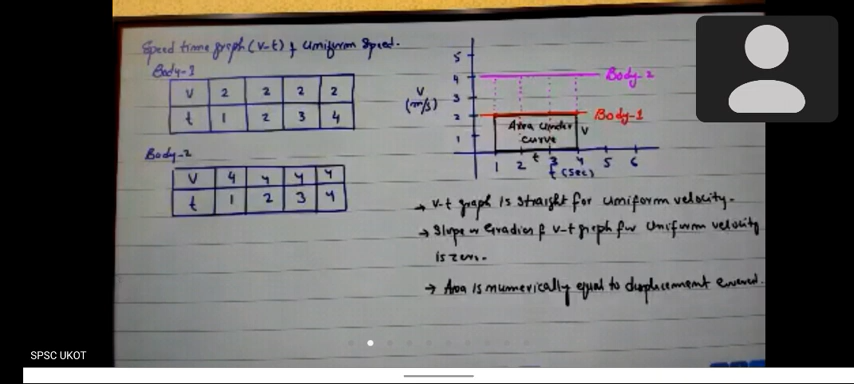 Speed time graph (v-t) of Uniform Speed.
Body-1
V 2 2 2 2
t 1 2 3 4
Body-2
V 4 4 4 4
t 1 2 3 4
V
(m/s)
5
4
3
2
1
Body-2
Body-1
Area under
curve
V
t
1 2 3 4 5 6
t (sec)
→ V-t graph is straight for uniform velocity.
→ Slope or Gradien of V-t graph for Uniform velocity
is zero.
→ Area is numerically equal to displacement covered.
SPSC UKOT